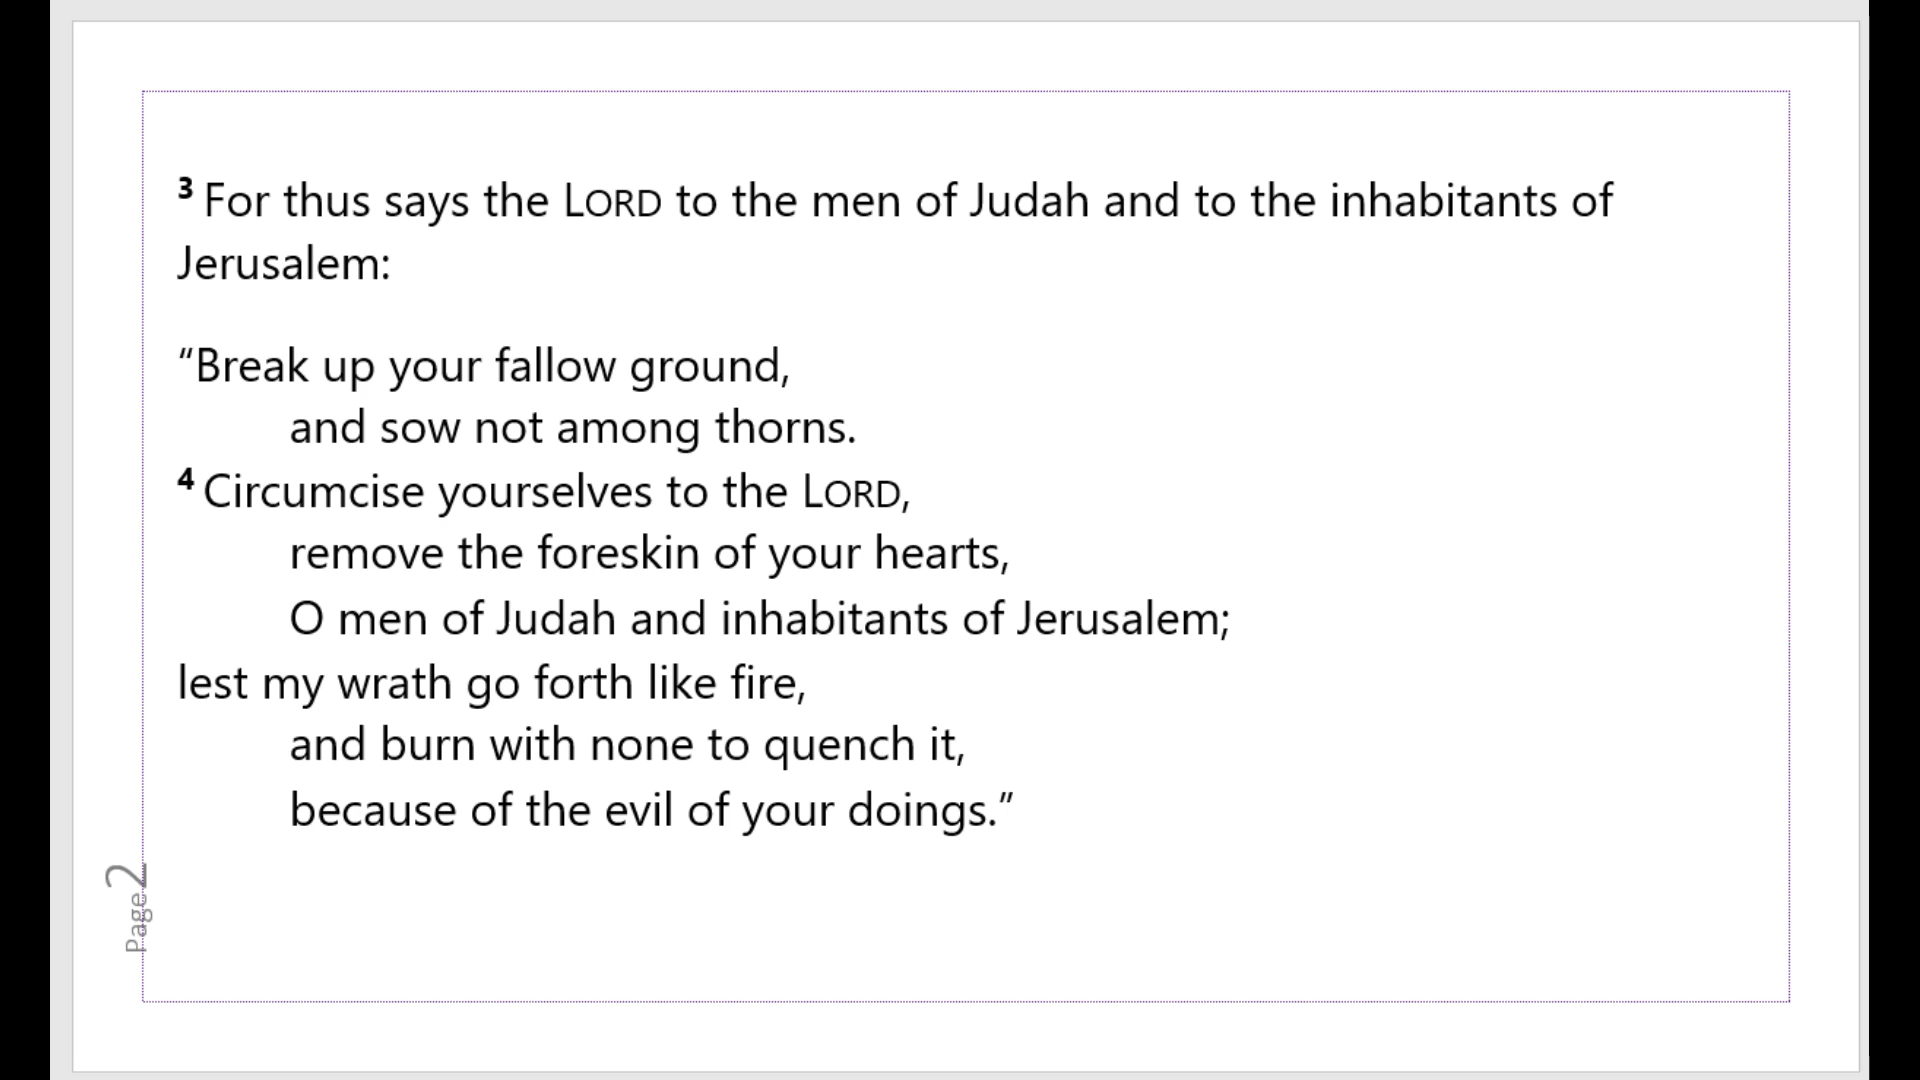 3 For thus says the LORD to the men of Judah and to the inhabitants of
Jerusalem:
“Break up your fallow ground,
and sow not among thorns.
4 Circumcise yourselves to the LORD,
remove the foreskin of your hearts,
O men of Judah and inhabitants of Jerusalem;
lest my wrath go forth like fire,
and burn with none to quench it,
because of the evil of your doings.”
Page2